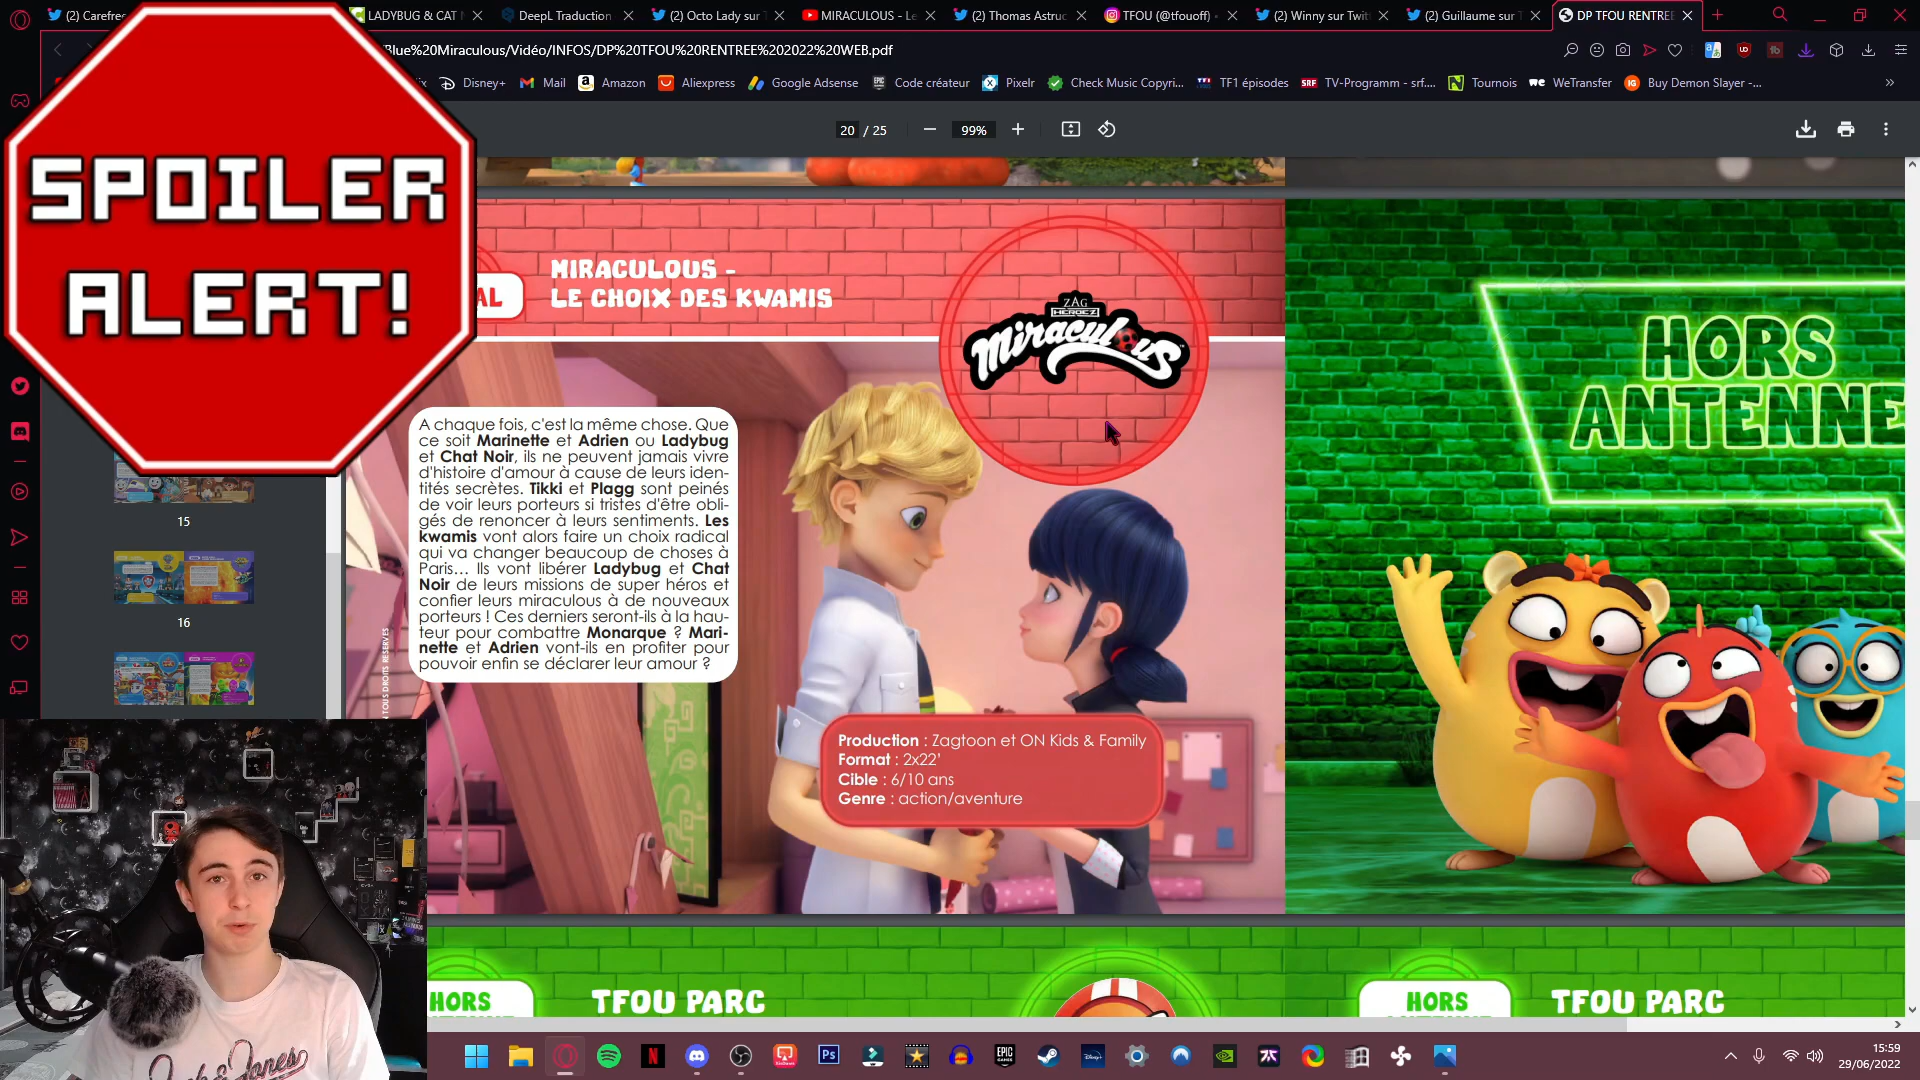 (2) Carefree
LADYBUG & CAT N
DeepL Traduction
(2) Octo Lady sur T
MIRACULOUS - Le
(2) Thomas Astruc
TFOU (@tfouoff) •
(2) Winny sur Twit
(2) Guillaume sur T
DP TFOU RENTREE
Blue%20Miraculous/Vidéo/INFOS/DP%20TFOU%20RENTREE%202022%20WEB.pdf
Disney+
Mail
Amazon
Aliexpress
Google Adsense
Code créateur
Pixelr
Check Music Copyri...
TF1 épisodes
TV-Programm - srf....
Tournois
WeTransfer
Buy Demon Slayer -...
20 / 25
99%
SPOILER
ALERT!
AL
MIRACULOUS -
LE CHOIX DES KWAMIS
ZAG
HEROEZ
Miraculous
HORS
ANTENNE
A chaque fois, c'est la même chose. Que
ce soit Marinette et Adrien ou Ladybug
et Chat Noir, ils ne peuvent jamais vivre
d'histoire d'amour à cause de leurs iden-
tités secrètes. Tikki et Plagg sont peinés
de voir leurs porteurs si tristes d'être obli-
gés de renoncer à leurs sentiments. Les
kwamis vont alors faire un choix radical
qui va changer beaucoup de choses à
Paris... Ils vont libérer Ladybug et Chat
Noir de leurs missions de super héros et
confier leurs miraculous à de nouveaux
porteurs ! Ces derniers seront-ils à la hau-
teur pour combattre Monarque ? Mari-
nette et Adrien vont-ils en profiter pour
pouvoir enfin se déclarer leur amour ?
TOUS DROITS RESERVES
15
16
Production : Zagtoon et ON Kids & Family
Format : 2x22'
Cible : 6/10 ans
Genre : action/aventure
HORS
TFOU PARC
HORS
TFOU PARC
Jack & Jones
15:59
29/06/2022